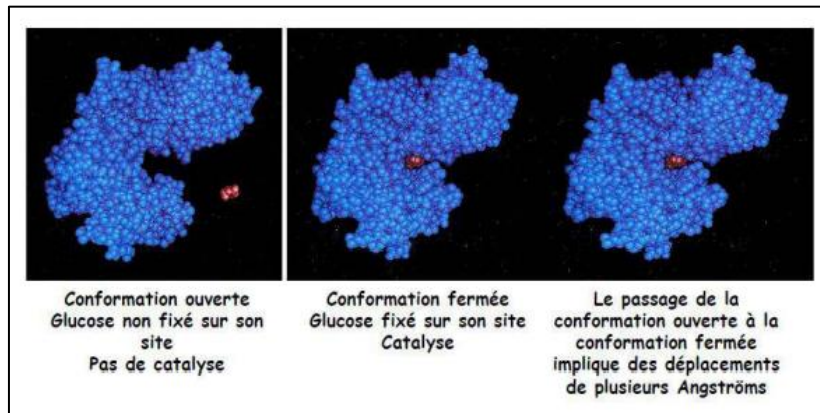 Conformation ouverte
Glucose non fixé sur son
site
Pas de catalyse
Conformation fermée
Glucose fixé sur son site
Catalyse
Le passage de la
conformation ouverte à la
conformation fermée
implique des déplacements
de plusieurs Angströms